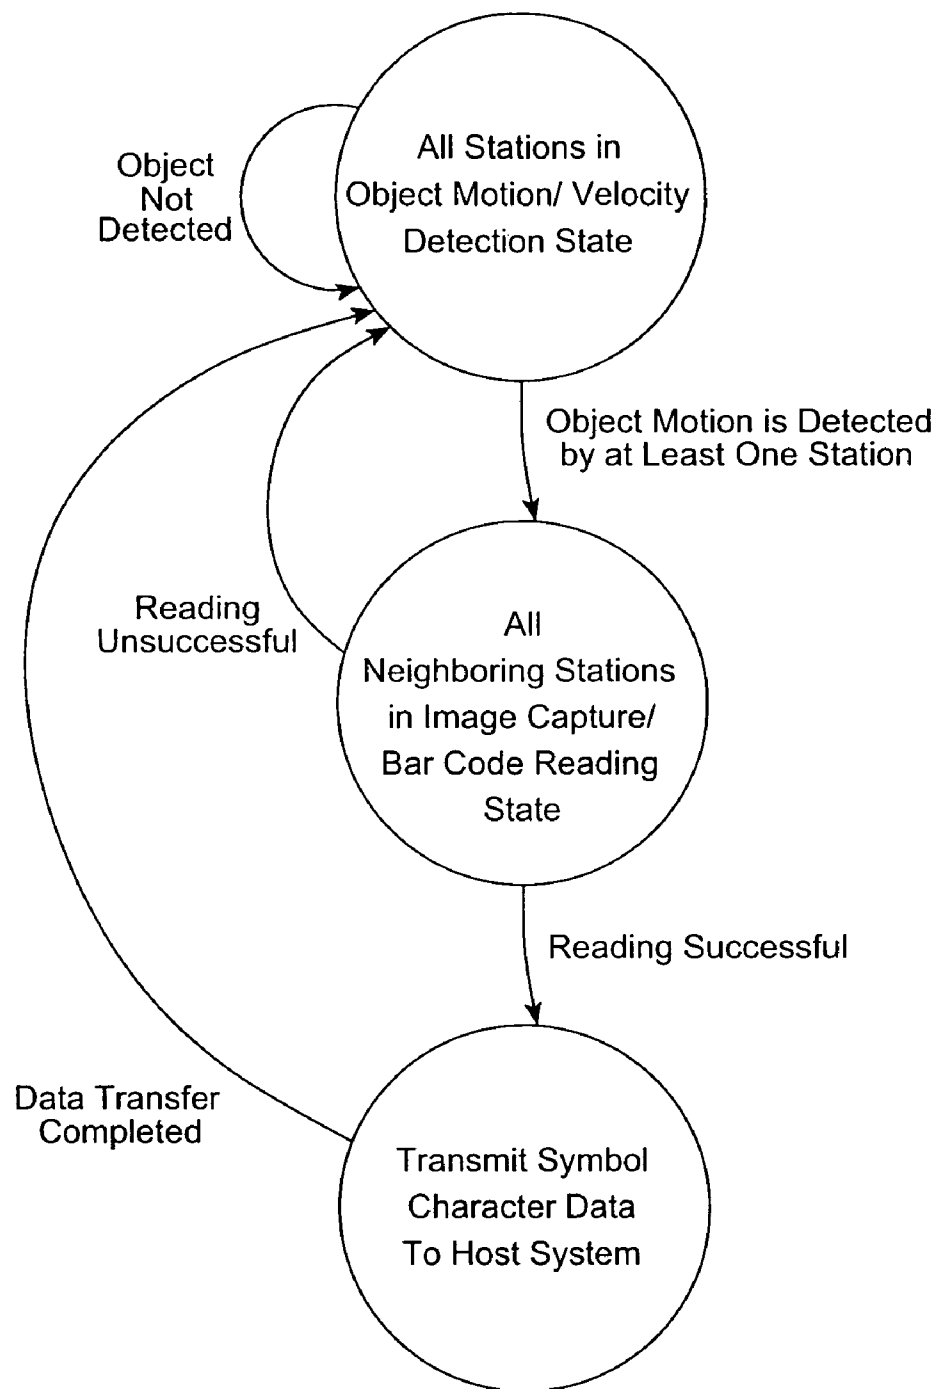 All Stations in
Object Motion/ Velocity
Detection State
Object
Not
Detected
Object Motion is Detected
by at Least One Station
Reading
Unsuccessful
All
Neighboring Stations
in Image Capture/
Bar Code Reading
State
Reading Successful
Data Transfer
Completed
Transmit Symbol
Character Data
To Host System